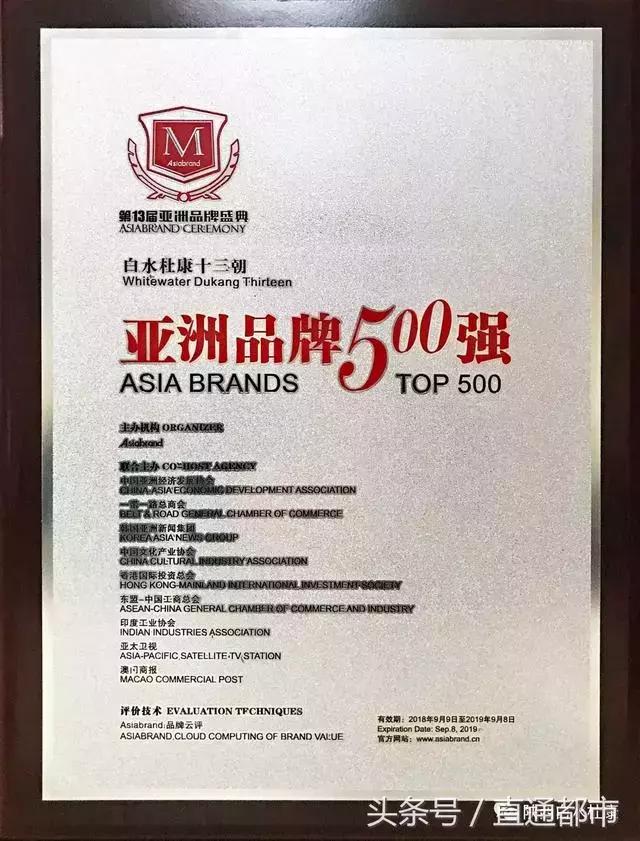 M
Asiabrand
第13届亚洲品牌盛典
ASIABRAND CEREMONY
白水杜康十三朝
Whitewater Dukang Thirteen
亚洲品牌500强
ASIA BRANDS TOP 500
主办机构 ORGANIZER
Asiabrand
联合主办 CO-HOST AGENCY
中国亚洲经济发展协会
CHINA-ASIA ECONOMIC DEVELOPMENT ASSOCIATION
一带一路总商会
BELT & ROAD GENERAL CHAMBER OF COMMERCE
韩国亚洲新闻集团
KOREA ASIA NEWS GROUP
中国文化产业协会
CHINA CULTURAL INDUSTRY ASSOCIATION
香港国际投资总会
HONG KONG-MAINLAND INTERNATIONAL INVESTMENT SOCIETY
东盟-中国工商总会
ASEAN-CHINA GENERAL CHAMBER OF COMMERCE AND INDUSTRY
印度工业协会
INDIAN INDUSTRIES ASSOCIATION
亚太卫视
ASIA-PACIFIC SATELLITE-TV STATION
澳门商报
MACAO COMMERCIAL POST
评价技术 EVALUATION TECHNIQUES
Asiabrand:品牌云评
ASIABRAND CLOUD COMPUTING OF BRAND VALUE
有效期：2018年9月9日至2019年9月8日
Expiration Date: Sep.8, 2019
官方网站：www.asiabrand.cn
头条号 / 直通都市